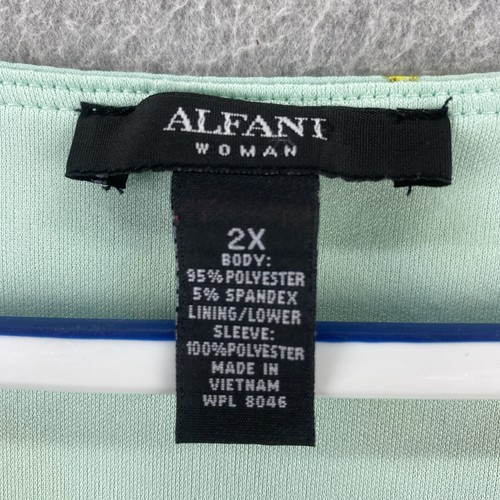 ALFANI
WOMAN
2X
BODY:
95% POLYESTER
5% SPANDEX
LINING/LOWER
SLEEVE:
100% POLYESTER
MADE IN
VIETNAM
WPL 8046